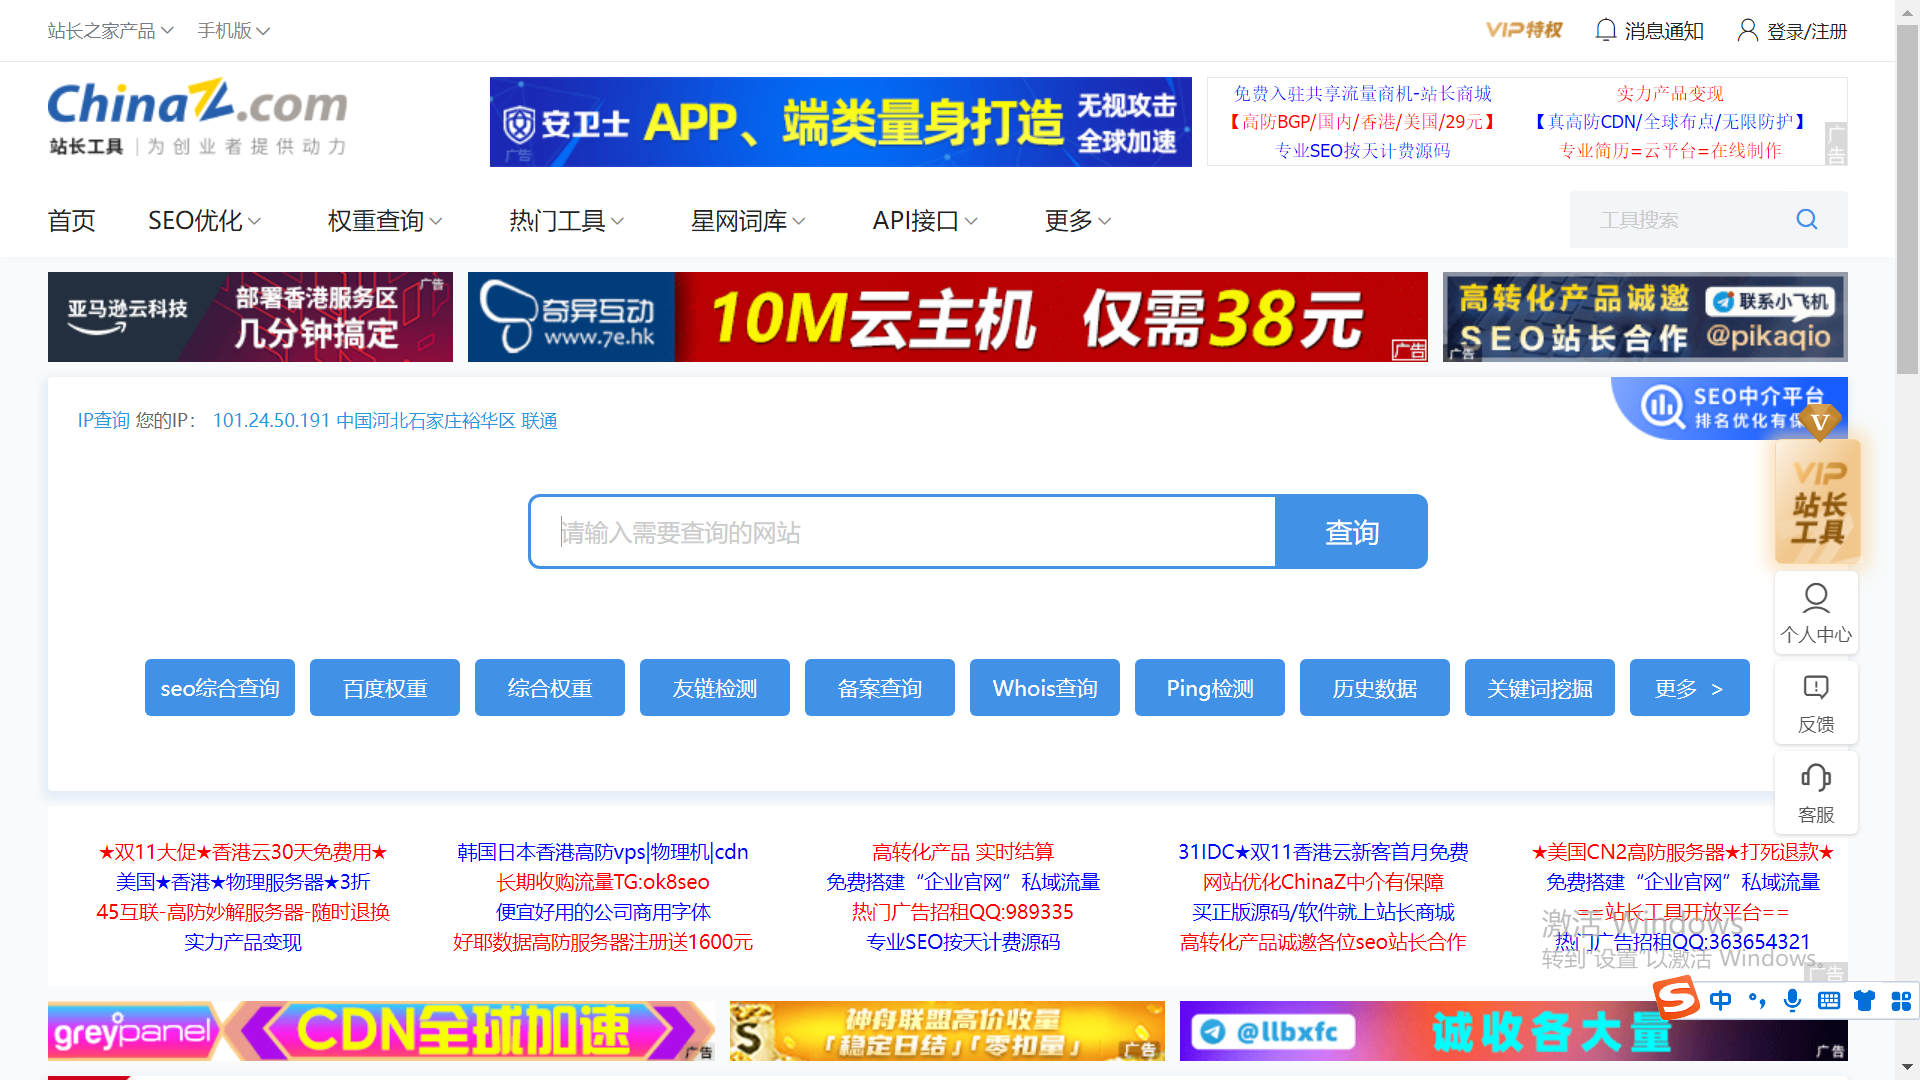 站长之家产品 手机版 VIP特权 消息通知 登录/注册
ChinaZ.com
站长工具 | 为创业者提供动力
安卫士 APP、端类量身打造 无视攻击 全球加速 广告
免费入驻共享流量商机-站长商城 实力产品变现
【高防BGP/国内/香港/美国/29元】 【真高防CDN/全球布点/无限防护】
专业SEO按天计费源码 专业简历=云平台=在线制作
广告
首页 SEO优化 权重查询 热门工具 星网词库 API接口 更多 工具搜索
亚马逊云科技 部署香港服务区 几分钟搞定 广告
奇异互动 www.7e.hk 10M云主机 仅需38元 广告
高转化产品诚邀 联系小飞机
SEO站长合作 @pikaqio 广告
IP查询 您的IP： 101.24.50.191 中国河北石家庄裕华区 联通
SEO中介平台
排名优化有保
V
VIP
站长
工具
请输入需要查询的网站 查询
个人中心
seo综合查询 百度权重 综合权重 友链检测 备案查询 Whois查询 Ping检测 历史数据 关键词挖掘 更多 >
反馈
客服
★双11大促★香港云30天免费用★ 韩国日本香港高防vps|物理机|cdn 高转化产品 实时结算 31IDC★双11香港云新客首月免费 ★美国CN2高防服务器★打死退款★
美国★香港★物理服务器★3折 长期收购流量TG:ok8seo 免费搭建“企业官网”私域流量 网站优化ChinaZ中介有保障 免费搭建“企业官网”私域流量
45互联-高防妙解服务器-随时退换 便宜好用的公司商用字体 热门广告招租QQ:989335 买正版源码/软件就上站长商城 ==站长工具开放平台==
实力产品变现 好耶数据高防服务器注册送1600元 专业SEO按天计费源码 高转化产品诚邀各位seo站长合作 热门广告招租QQ:363654321
激活 Windows
转到“设置”以激活 Windows。
广告
中
greypanel CDN全球加速 广告
神舟联盟高价收量
「稳定日结」「零扣量」 广告
@llbxfc 诚收各大量 广告